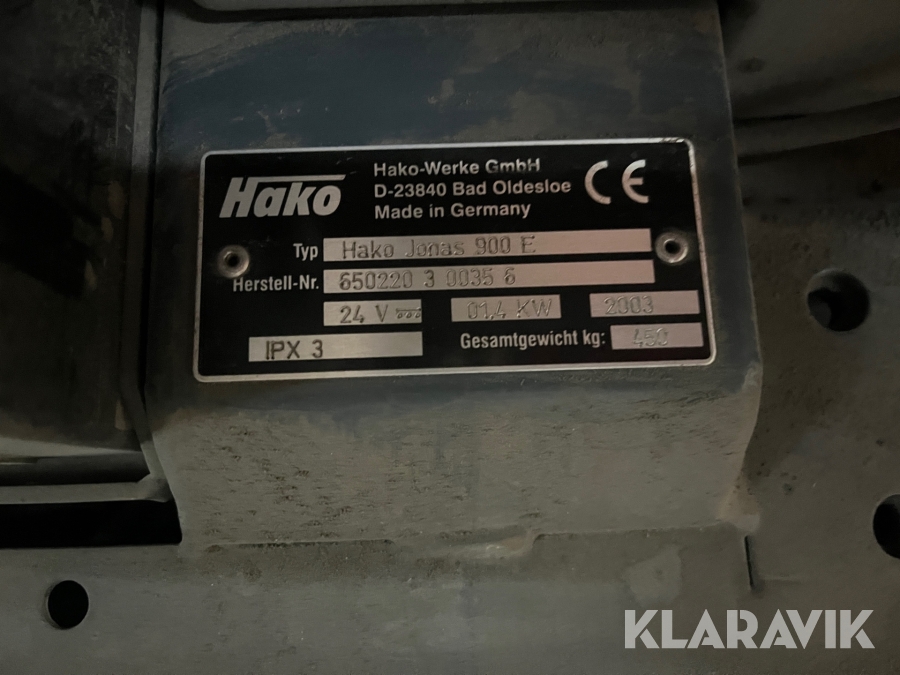 Hako
Hako-Werke GmbH
D-23840 Bad Oldesloe
Made in Germany
CE
Typ Hako Jonas 900 E
Herstell-Nr. 650220 3 0035 6
24 V 01,4 KW 2003
IPX 3 Gesamtgewicht kg: 450
KLARAVIK